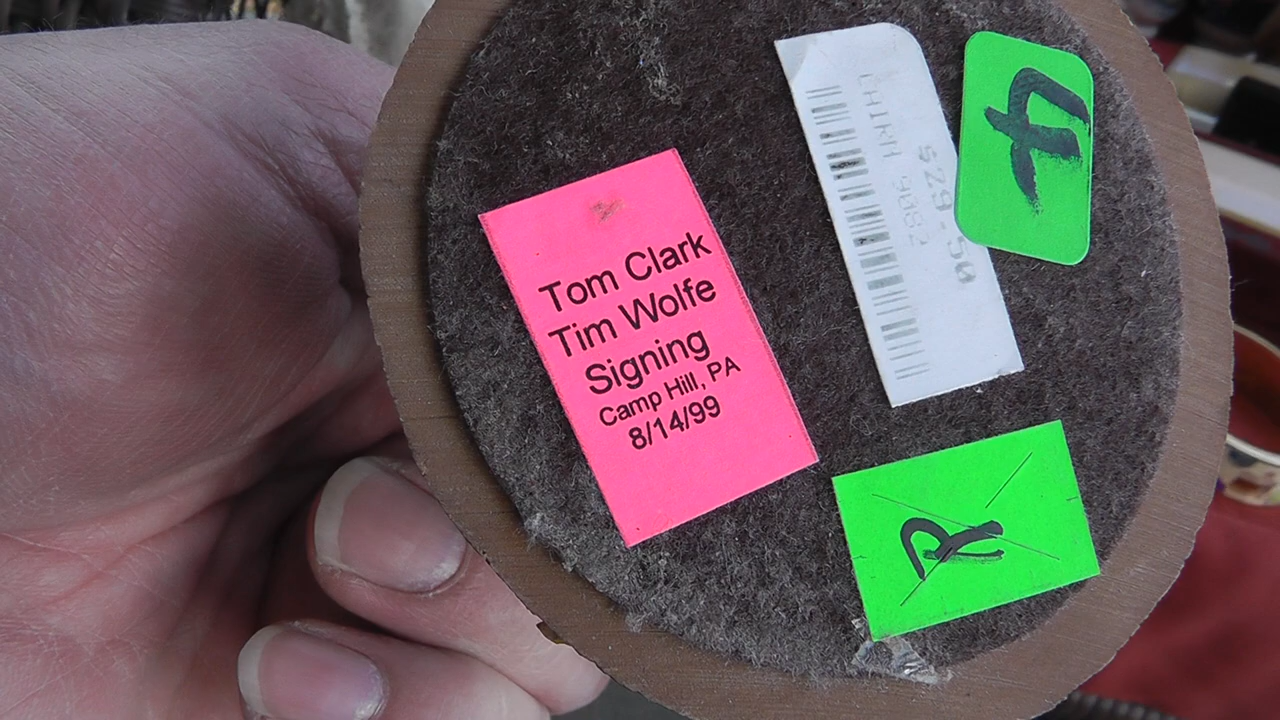 Tom Clark
Tim Wolfe
Signing
Camp Hill, PA
8/14/99
$29.50